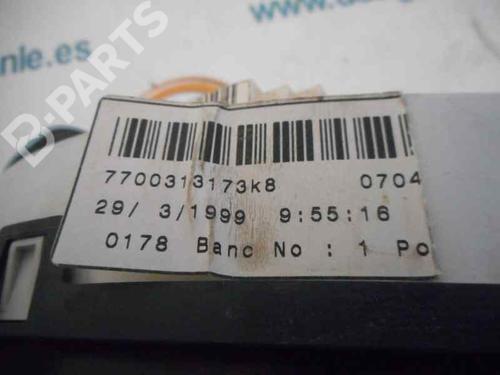 nle.es
B-PARTS
7700313173k8 0704
29/ 3/1999 9:55:16
0178 Banc No : 1 Po